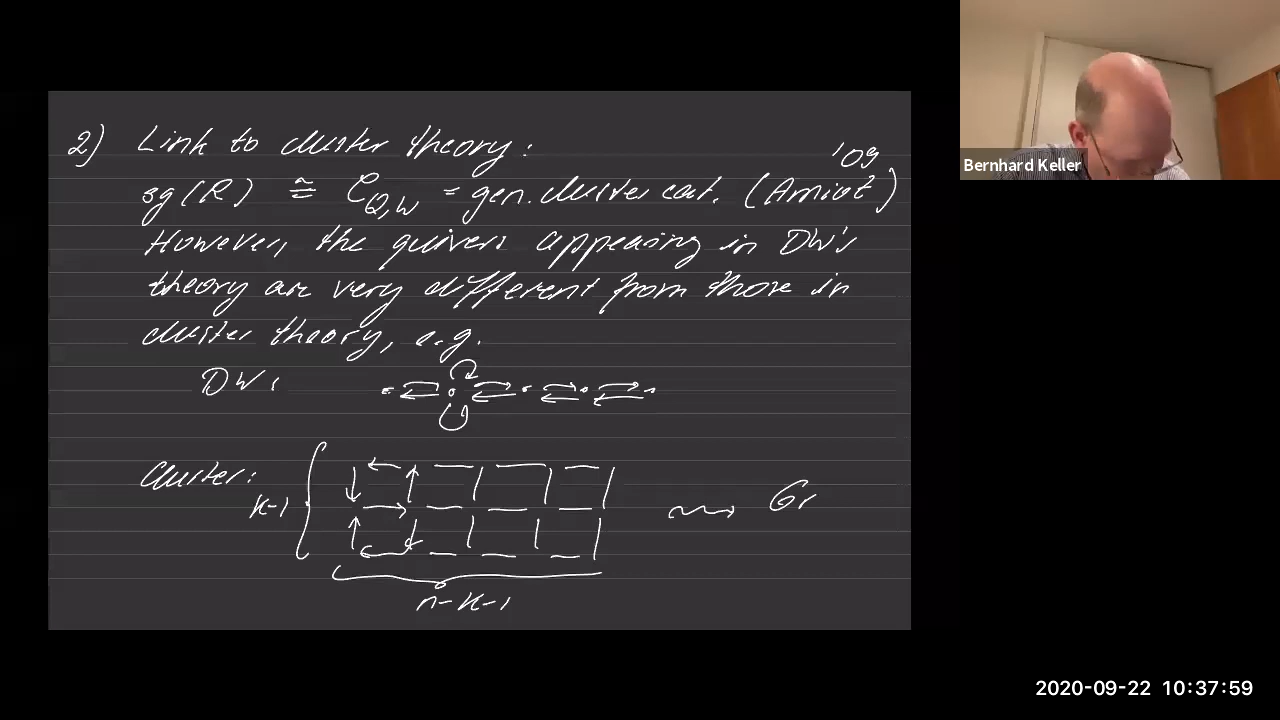 2) Link to cluster theory : 109
sg(R) ≅ C_{Q,W} = gen. cluster cat. (Amiot)
However, the quivers appearing in DW's
theory are very different from those in
cluster theory, e.g.
DW:
Cluster:
k-1
Gr
n-k-1
Bernhard Keller
2020-09-22 10:37:59